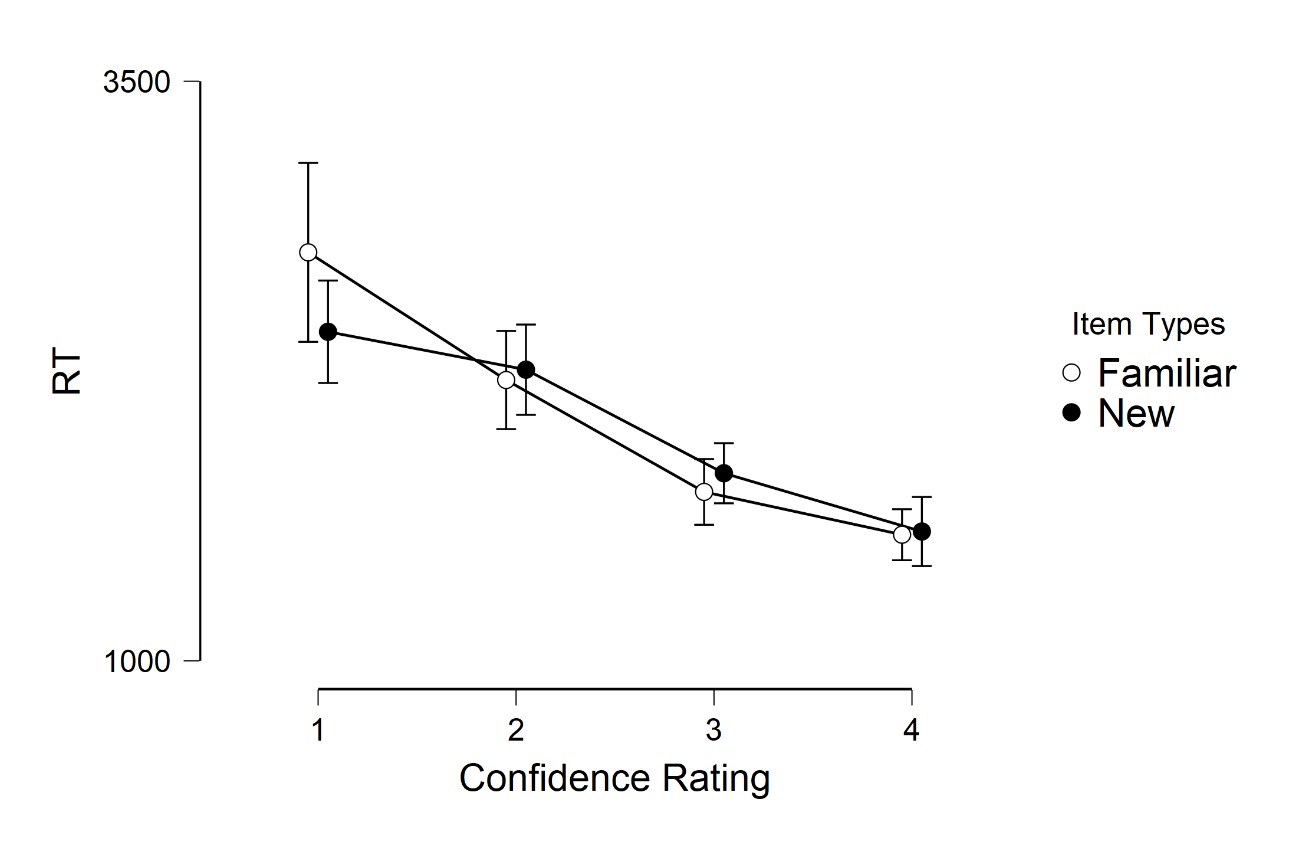 3500
1000
RT
1 2 3 4
Confidence Rating
Item Types
Familiar
New